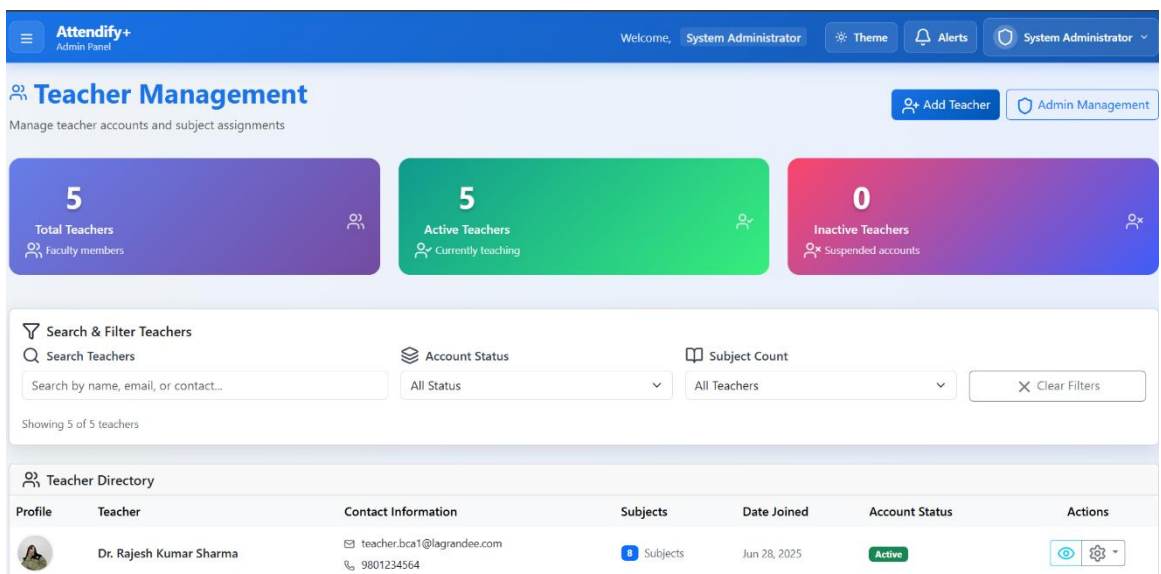 Attendify+
Admin Panel
Welcome, System Administrator
Theme
Alerts
System Administrator
Teacher Management
Manage teacher accounts and subject assignments
Add Teacher
Admin Management
5
Total Teachers
Faculty members
5
Active Teachers
Currently teaching
0
Inactive Teachers
Suspended accounts
Search & Filter Teachers
Search Teachers
Account Status
Subject Count
Search by name, email, or contact...
All Status
All Teachers
Clear Filters
Showing 5 of 5 teachers
Teacher Directory
Profile Teacher Contact Information Subjects Date Joined Account Status Actions
Dr. Rajesh Kumar Sharma
teacher.bca1@lagrandee.com
9801234564
8 Subjects
Jun 28, 2025
Active